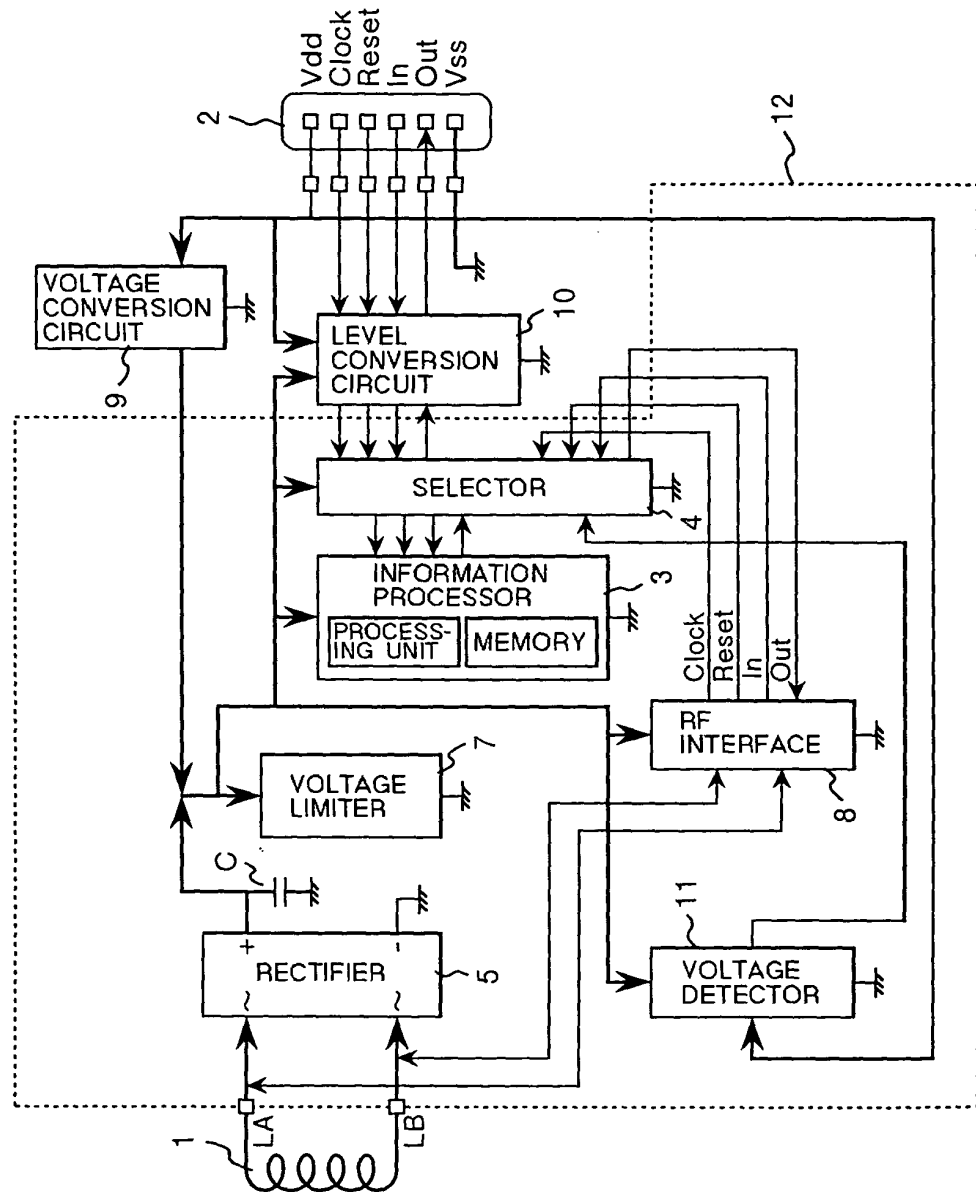 Vdd
Clock
Reset
In
Out
Vss
2
12
VOLTAGE
CONVERSION
CIRCUIT
9
LEVEL
CONVERSION
CIRCUIT
10
SELECTOR
4
INFORMATION
PROCESSOR
3
PROCESS-
ING UNIT
MEMORY
Clock
Reset
In
Out
VOLTAGE
LIMITER
7
RF
INTERFACE
8
C
+
-
RECTIFIER
5
~
~
11
VOLTAGE
DETECTOR
1
LA
LB